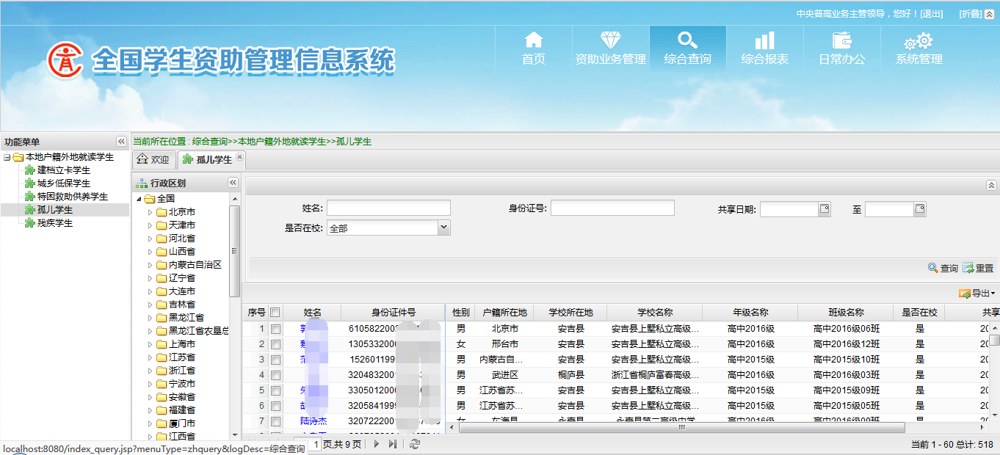 中央普高业务主管领导，您好！[退出] [折叠]
全国学生资助管理信息系统
首页 资助业务管理 综合查询 综合报表 日常办公 系统管理
功能菜单
本地户籍外地就读学生
建档立卡学生
城乡低保学生
特困救助供养学生
孤儿学生
残疾学生
当前所在位置:综合查询>>本地户籍外地就读学生>>孤儿学生
欢迎 孤儿学生
行政区划
全国
北京市
天津市
河北省
山西省
内蒙古自治区
辽宁省
大连市
吉林省
黑龙江省
黑龙江省农垦总
上海市
江苏省
浙江省
宁波市
安徽省
福建省
厦门市
江西省
姓名: 身份证号: 共享日期: 至
是否在校: 全部
查询 重置
导出
序号 姓名 身份证件号 性别 户籍所在地 学校所在地 学校名称 年级名称 班级名称 是否在校 共享
1 6105822002 男 北京市 安吉县 安吉县上墅私立高级... 高中2016级 高中2016级06班 是 20
2 130533200 女 邢台市 安吉县 安吉县上墅私立高级... 高中2016级 高中2016级12班 是 20
3 152601199 男 内蒙古自... 安吉县 安吉县上墅私立高级... 高中2015级 高中2015级10班 是 20
4 320483200 男 武进区 桐庐县 浙江省桐庐富春高级... 高中2016级 高中2016级03班 是 20
5 330501200 男 江苏省苏... 安吉县 安吉县上墅私立高级... 高中2015级 高中2015级09班 是 20
6 320584199 男 江苏省苏... 安吉县 安吉县上墅私立高级... 高中2015级 高中2015级05班 是 20
7 陆诗杰 320722200 女 东海县 永嘉县 永嘉县第二高级中学 高中2016级 高中2016级09班 是 20
localhost:8080/index_query.jsp?menuType=zhquery&logDesc=综合查询
1 页,共 9 页
当前 1 - 60 总计: 518